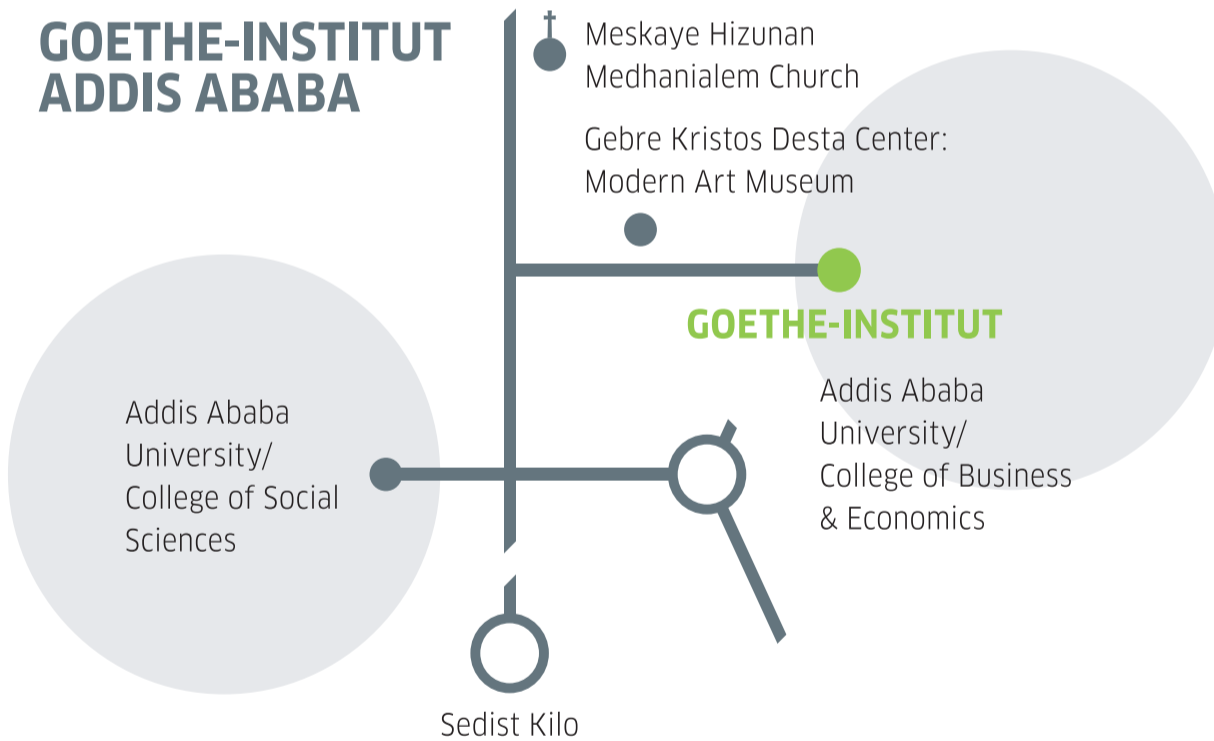 GOETHE-INSTITUT
ADDIS ABABA
Meskaye Hizunan
Medhanialem Church
Gebre Kristos Desta Center:
Modern Art Museum
GOETHE-INSTITUT
Addis Ababa
University/
College of Business
& Economics
Addis Ababa
University/
College of Social
Sciences
Sedist Kilo